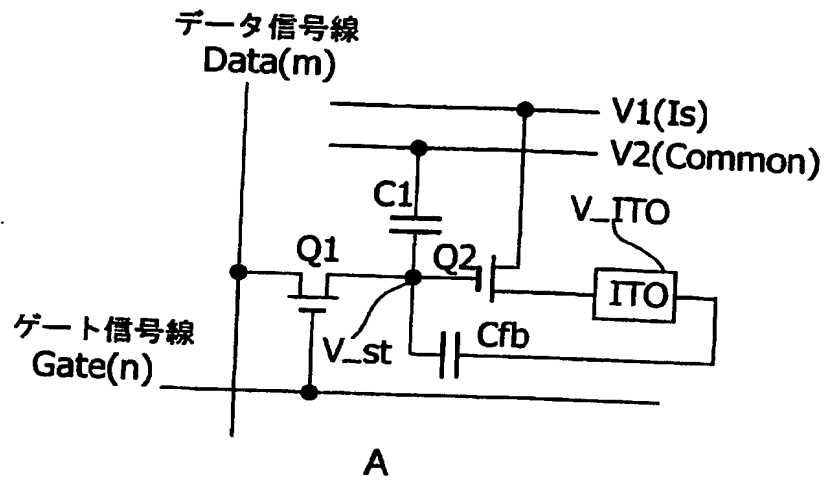 データ信号線
Data(m)
V1(Is)
V2(Common)
C1
V_ITO
Q1
Q2
ITO
ゲート信号線
Gate(n)
V_st
Cfb
A